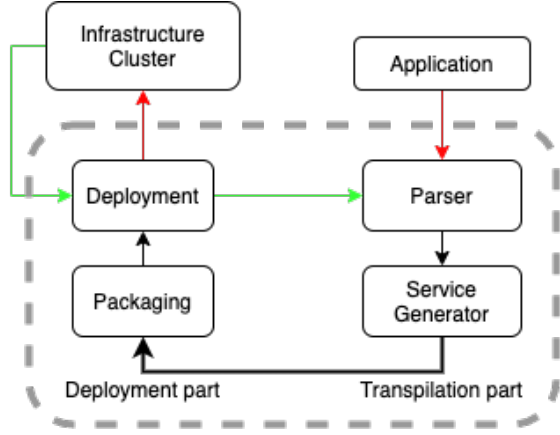 Infrastructure
Cluster
Application
Deployment
Parser
Packaging
Service
Generator
Deployment part
Transpilation part